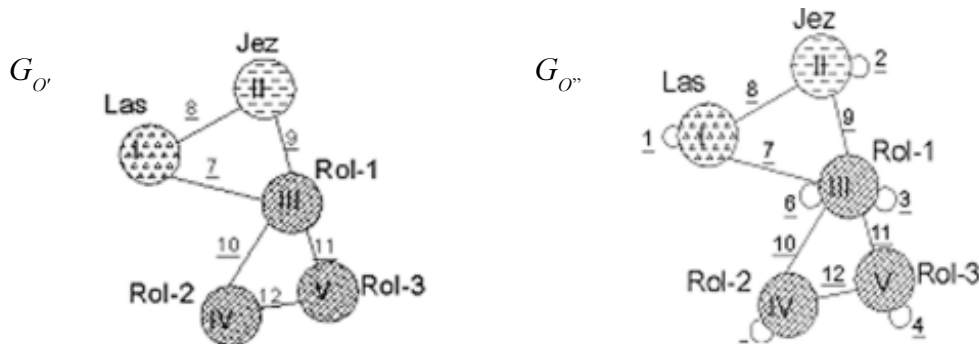 G_O'
Jez
II
Las
8
I
7
9
Rol-1
III
10
11
Rol-2
IV
12
V
Rol-3
G_O"
Jez
II
2
Las
8
1
I
7
9
Rol-1
III
6
3
10
11
12
Rol-2
IV
V
Rol-3
4